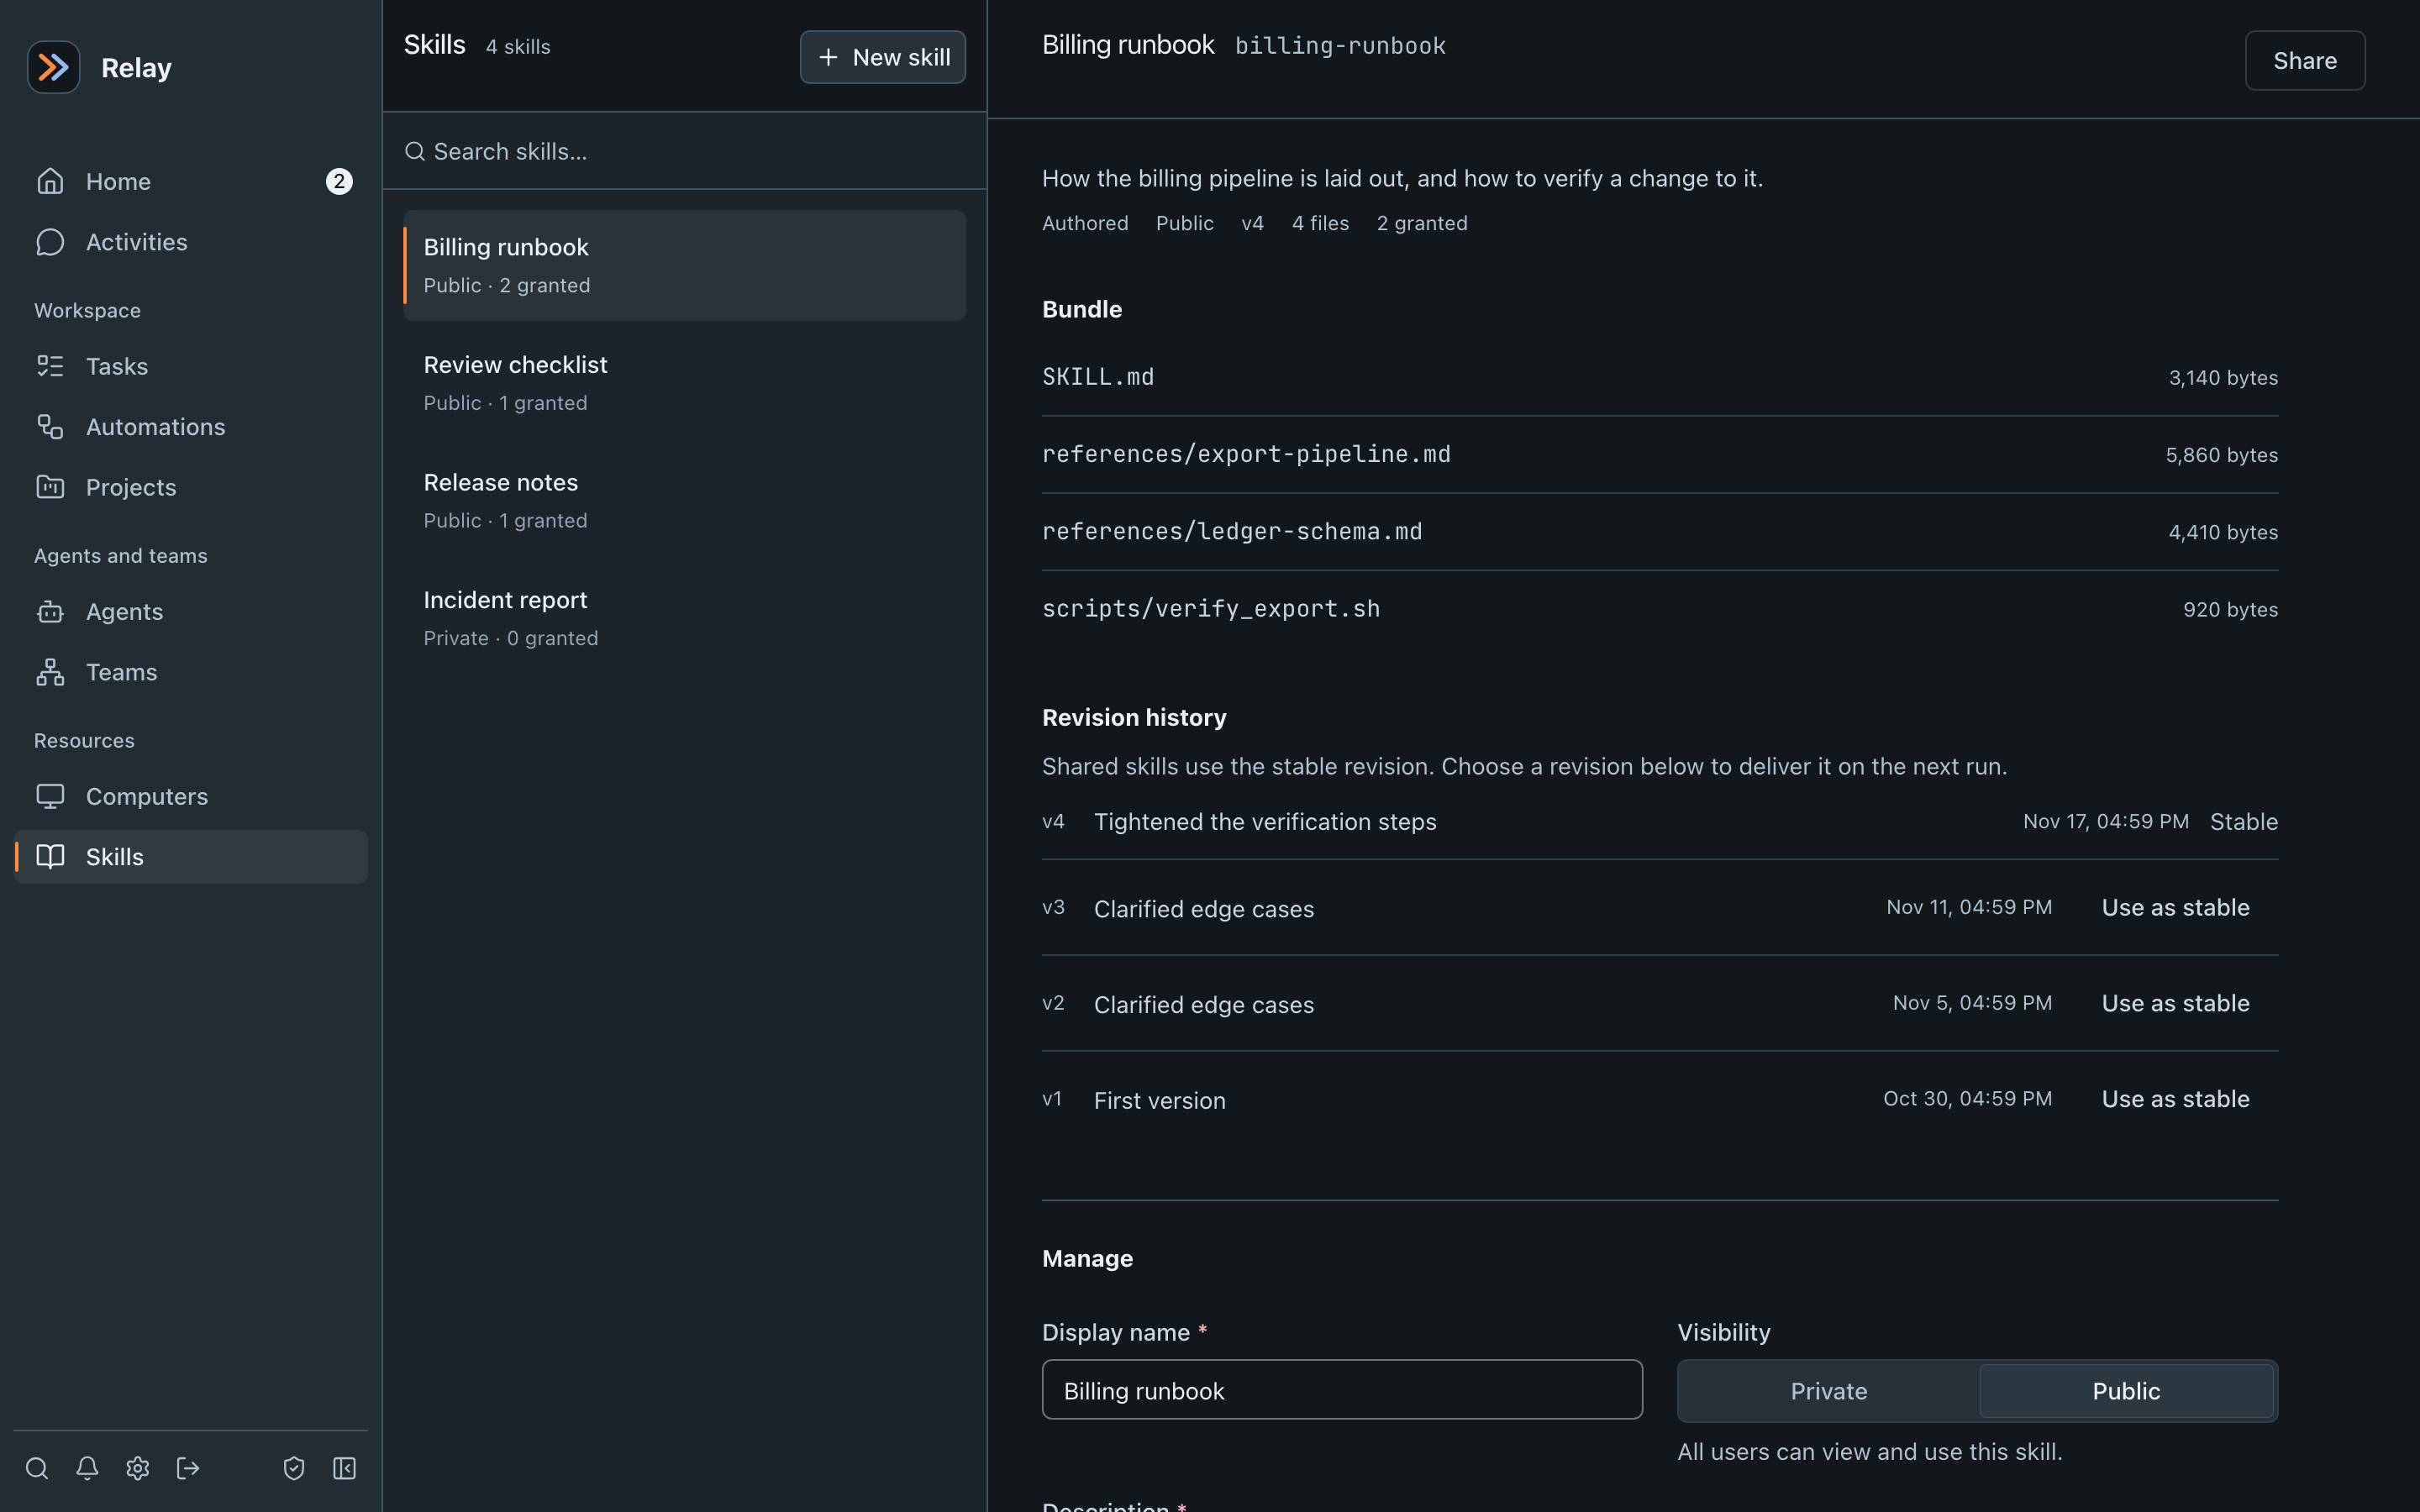 Relay
Home 2
Activities
Workspace
Tasks
Automations
Projects
Agents and teams
Agents
Teams
Resources
Computers
Skills
Skills 4 skills
New skill
Search skills...
Billing runbook
Public · 2 granted
Review checklist
Public · 1 granted
Release notes
Public · 1 granted
Incident report
Private · 0 granted
Billing runbook billing-runbook
Share
How the billing pipeline is laid out, and how to verify a change to it.
Authored Public v4 4 files 2 granted
Bundle
SKILL.md 3,140 bytes
references/export-pipeline.md 5,860 bytes
references/ledger-schema.md 4,410 bytes
scripts/verify_export.sh 920 bytes
Revision history
Shared skills use the stable revision. Choose a revision below to deliver it on the next run.
v4 Tightened the verification steps Nov 17, 04:59 PM Stable
v3 Clarified edge cases Nov 11, 04:59 PM Use as stable
v2 Clarified edge cases Nov 5, 04:59 PM Use as stable
v1 First version Oct 30, 04:59 PM Use as stable
Manage
Display name * Visibility
Billing runbook Private Public
All users can view and use this skill.
Description *